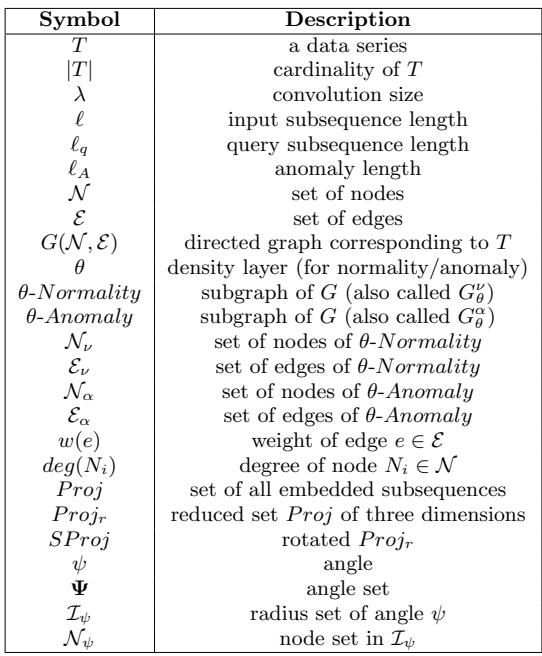 Symbol Description
T a data series
|T| cardinality of T
λ convolution size
ℓ input subsequence length
ℓ_q query subsequence length
ℓ_A anomaly length
𝒩 set of nodes
ℰ set of edges
G(𝒩, ℰ) directed graph corresponding to T
θ density layer (for normality/anomaly)
θ-Normality subgraph of G (also called G_θ^ν)
θ-Anomaly subgraph of G (also called G_θ^α)
𝒩_ν set of nodes of θ-Normality
ℰ_ν set of edges of θ-Normality
𝒩_α set of nodes of θ-Anomaly
ℰ_α set of edges of θ-Anomaly
w(e) weight of edge e ∈ ℰ
deg(N_i) degree of node N_i ∈ 𝒩
Proj set of all embedded subsequences
Proj_r reduced set Proj of three dimensions
SProj rotated Proj_r
ψ angle
Ψ angle set
ℐ_ψ radius set of angle ψ
𝒩_ψ node set in ℐ_ψ